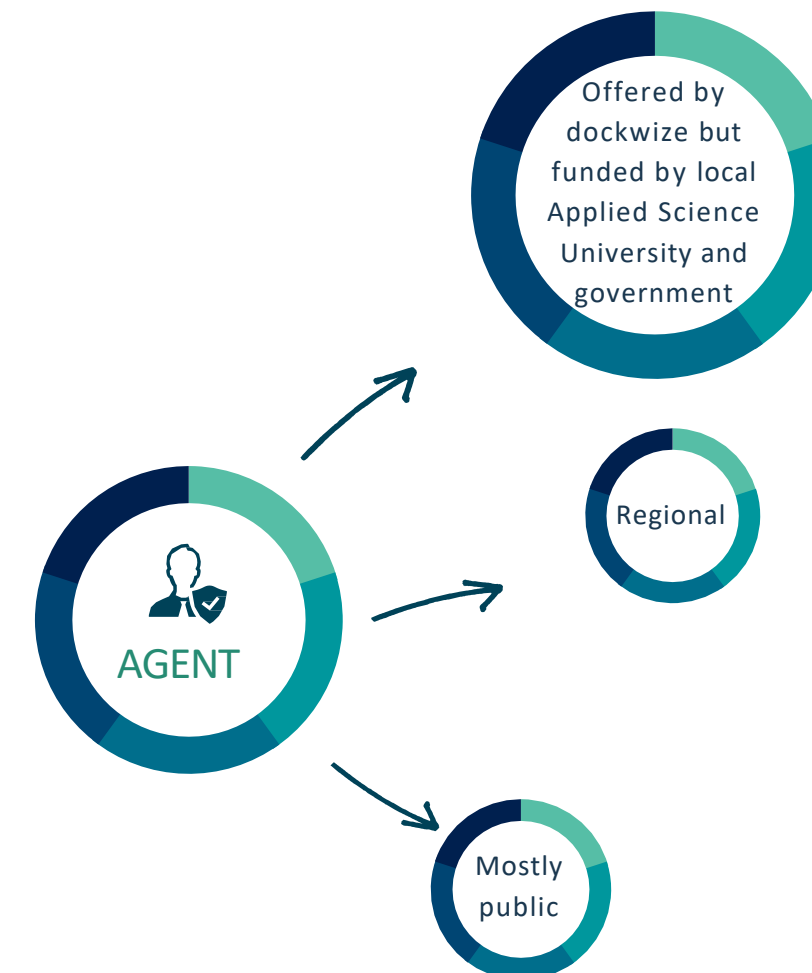 Offered by
dockwize but
funded by local
Applied Science
University and
government
Regional
AGENT
Mostly
public